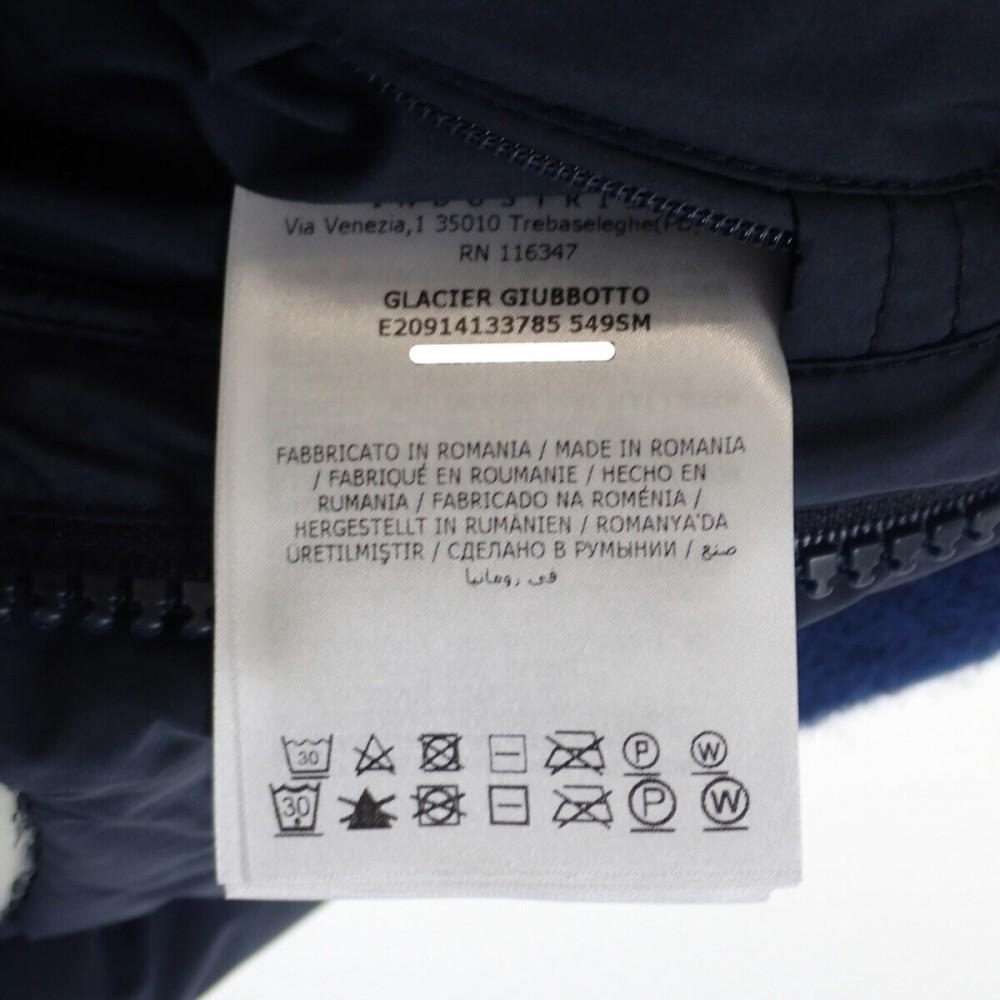 INDUSTRI
Via Venezia,1 35010 Trebaseleghe(PD)
RN 116347
GLACIER GIUBBOTTO
E20914133785 549SM
FABBRICATO IN ROMANIA / MADE IN ROMANIA
/ FABRIQUÉ EN ROUMANIE / HECHO EN
RUMANIA / FABRICADO NA ROMÉNIA /
HERGESTELLT IN RUMÄNIEN / ROMANYA'DA
ÜRETILMIŞTIR / СДЕЛАНО В РУМЫНИИ / صنع
في رومانيا
30 P W
30 P W